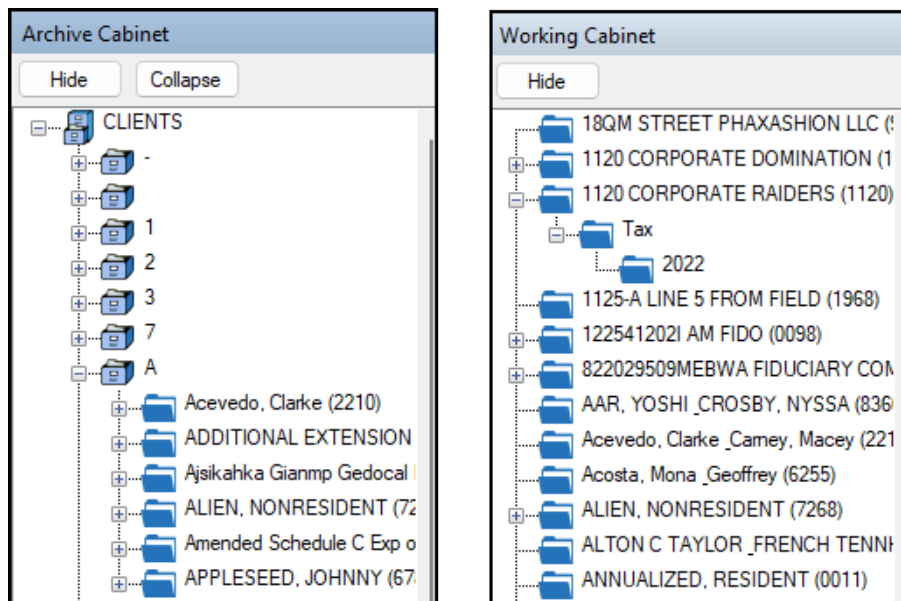 Archive Cabinet
Hide Collapse
CLIENTS
-
1
2
3
7
A
Acevedo, Clarke (2210)
ADDITIONAL EXTENSION
Ajsikahka Gianmp Gedocal
ALIEN, NONRESIDENT (72
Amended Schedule C Exp o
APPLESEED, JOHNNY (67
Working Cabinet
Hide
18QM STREET PHAXASHION LLC (
1120 CORPORATE DOMINATION (1
1120 CORPORATE RAIDERS (1120)
Tax
2022
1125-A LINE 5 FROM FIELD (1968)
122541202I AM FIDO (0098)
822029509MEBWA FIDUCIARY COM
AAR, YOSHI _CROSBY, NYSSA (836
Acevedo, Clarke _Carney, Macey (221
Acosta, Mona _Geoffrey (6255)
ALIEN, NONRESIDENT (7268)
ALTON C TAYLOR _FRENCH
ANNUALIZED, RESIDENT (0011)